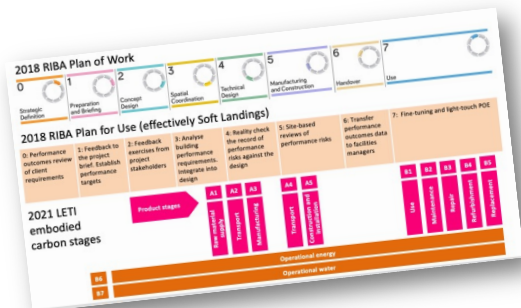 2018 RIBA Plan of Work
0
Strategic
Definition
1
Preparation
and Briefing
2
Concept
Design
3
Spatial
Coordination
4
Technical
Design
5
Manufacturing
and Construction
6
Handover
7
Use
2018 RIBA Plan for Use (effectively Soft Landings)
0: Performance
outcomes review
of client
requirements
1: Feedback to
the project
brief. Establish
performance
targets
2: Feedback
exercises from
project
stakeholders
3: Analyse
building
performance
requirements.
Integrate into
design
4: Reality check
the record of
performance
risks against the
design
5: Site-based
reviews of
performance risks
6: Transfer
performance
outcomes data
to facilities
managers
7: Fine-tuning and light-touch POE
2021 LETI
embodied
carbon stages
Product stages
A1
Raw material
supply
A2
Transport
A3
Manufacturing
A4
Transport
A5
Construction and
installation
B1
Use
B2
Maintenance
B3
Repair
B4
Refurbishment
B5
Replacement
B6
Operational energy
B7
Operational water